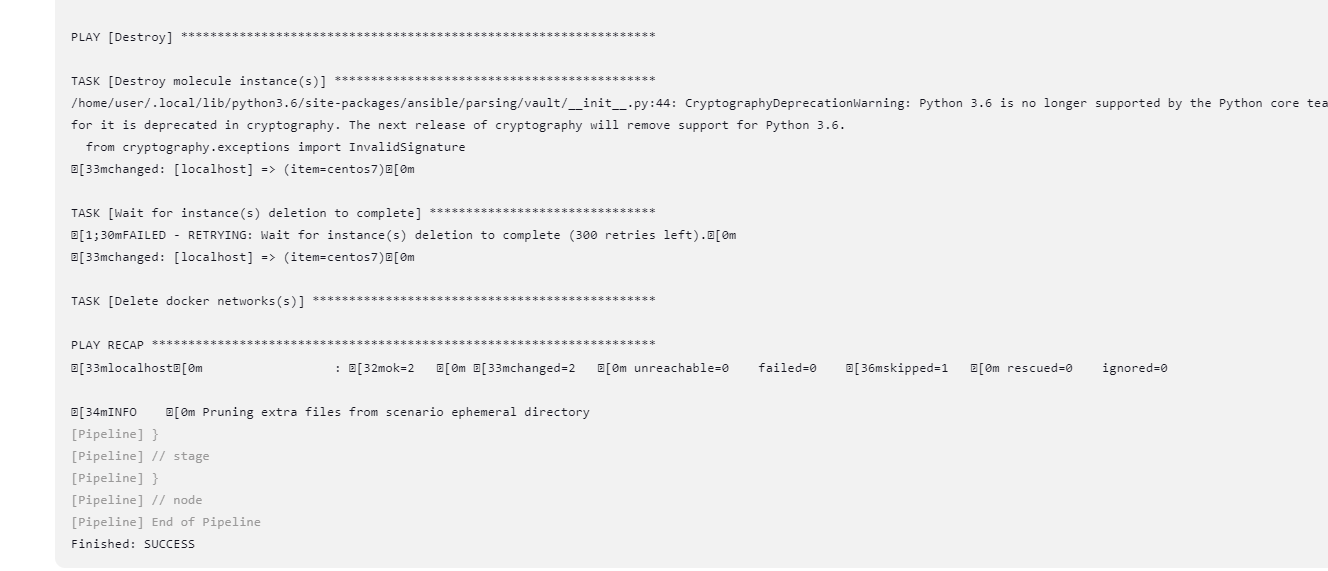 PLAY [Destroy] *****************************************************************
TASK [Destroy molecule instance(s)] ********************************************
/home/user/.local/lib/python3.6/site-packages/ansible/parsing/vault/__init__.py:44: CryptographyDeprecationWarning: Python 3.6 is no longer supported by the Python core tea
for it is deprecated in cryptography. The next release of cryptography will remove support for Python 3.6.
  from cryptography.exceptions import InvalidSignature
[33mchanged: [localhost] => (item=centos7)[0m
TASK [Wait for instance(s) deletion to complete] *******************************
[1;30mFAILED - RETRYING: Wait for instance(s) deletion to complete (300 retries left).[0m
[33mchanged: [localhost] => (item=centos7)[0m
TASK [Delete docker networks(s)] ***********************************************
PLAY RECAP *********************************************************************
[33mlocalhost[0m                  : [32mok=2   [0m [33mchanged=2   [0m unreachable=0    failed=0    [36mskipped=1   [0m rescued=0    ignored=0
[34mINFO    [0m Pruning extra files from scenario ephemeral directory
[Pipeline] }
[Pipeline] // stage
[Pipeline] }
[Pipeline] // node
[Pipeline] End of Pipeline
Finished: SUCCESS